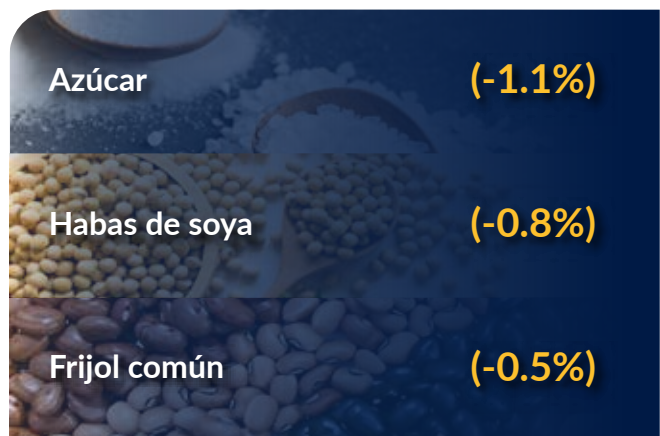 Azúcar (-1.1%)
Habas de soya (-0.8%)
Frijol común (-0.5%)